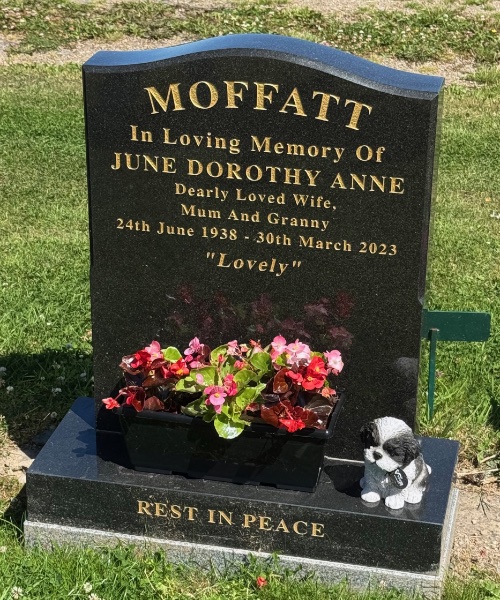 MOFFATT
In Loving Memory Of
JUNE DOROTHY ANNE
Dearly Loved Wife,
Mum And Granny
24th June 1938 - 30th March 2023
"Lovely"
REST IN PEACE